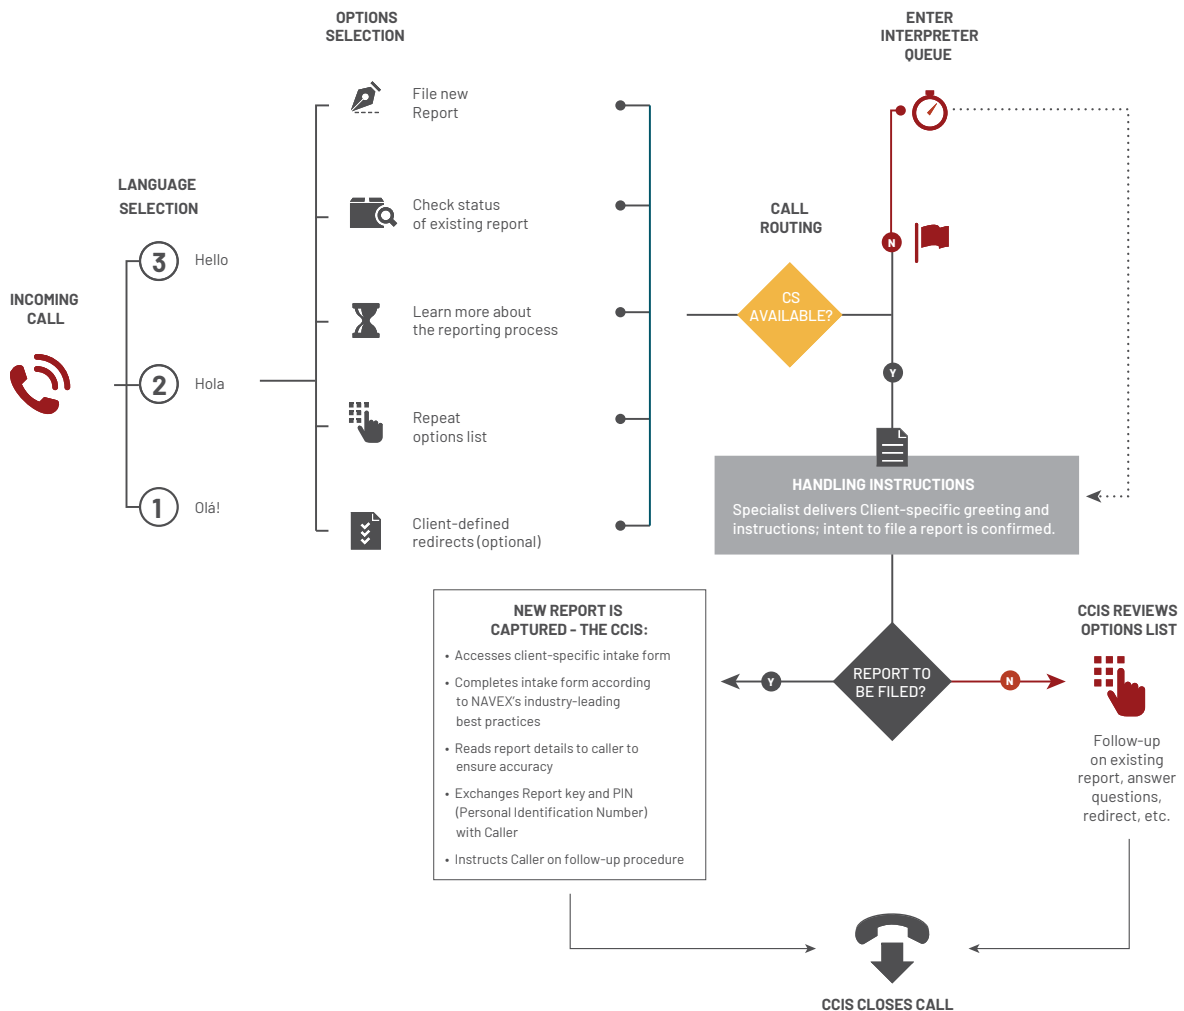 INCOMING
CALL
LANGUAGE
SELECTION
3
Hello
2
Hola
1
Olá!
OPTIONS
SELECTION
File new
Report
Check status
of existing report
Learn more about
the reporting process
Repeat
options list
Client-defined
redirects (optional)
CALL
ROUTING
CS
AVAILABLE?
ENTER
INTERPRETER
QUEUE
N
Y
HANDLING INSTRUCTIONS
Specialist delivers Client-specific greeting and
instructions; intent to file a report is confirmed.
REPORT TO
BE FILED?
Y
N
NEW REPORT IS
CAPTURED - THE CCIS:
• Accesses client-specific intake form
• Completes intake form according
to NAVEX's industry-leading
best practices
• Reads report details to caller to
ensure accuracy
• Exchanges Report key and PIN
(Personal Identification Number)
with Caller
• Instructs Caller on follow-up procedure
CCIS REVIEWS
OPTIONS LIST
Follow-up
on existing
report, answer
questions,
redirect, etc.
CCIS CLOSES CALL